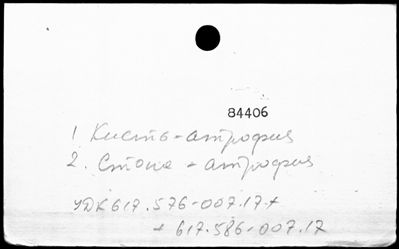 84406
1 Кисть-атрофия
2. Стопа - атрофия
УДК 617.576-007.17+
+ 617.586-007.17